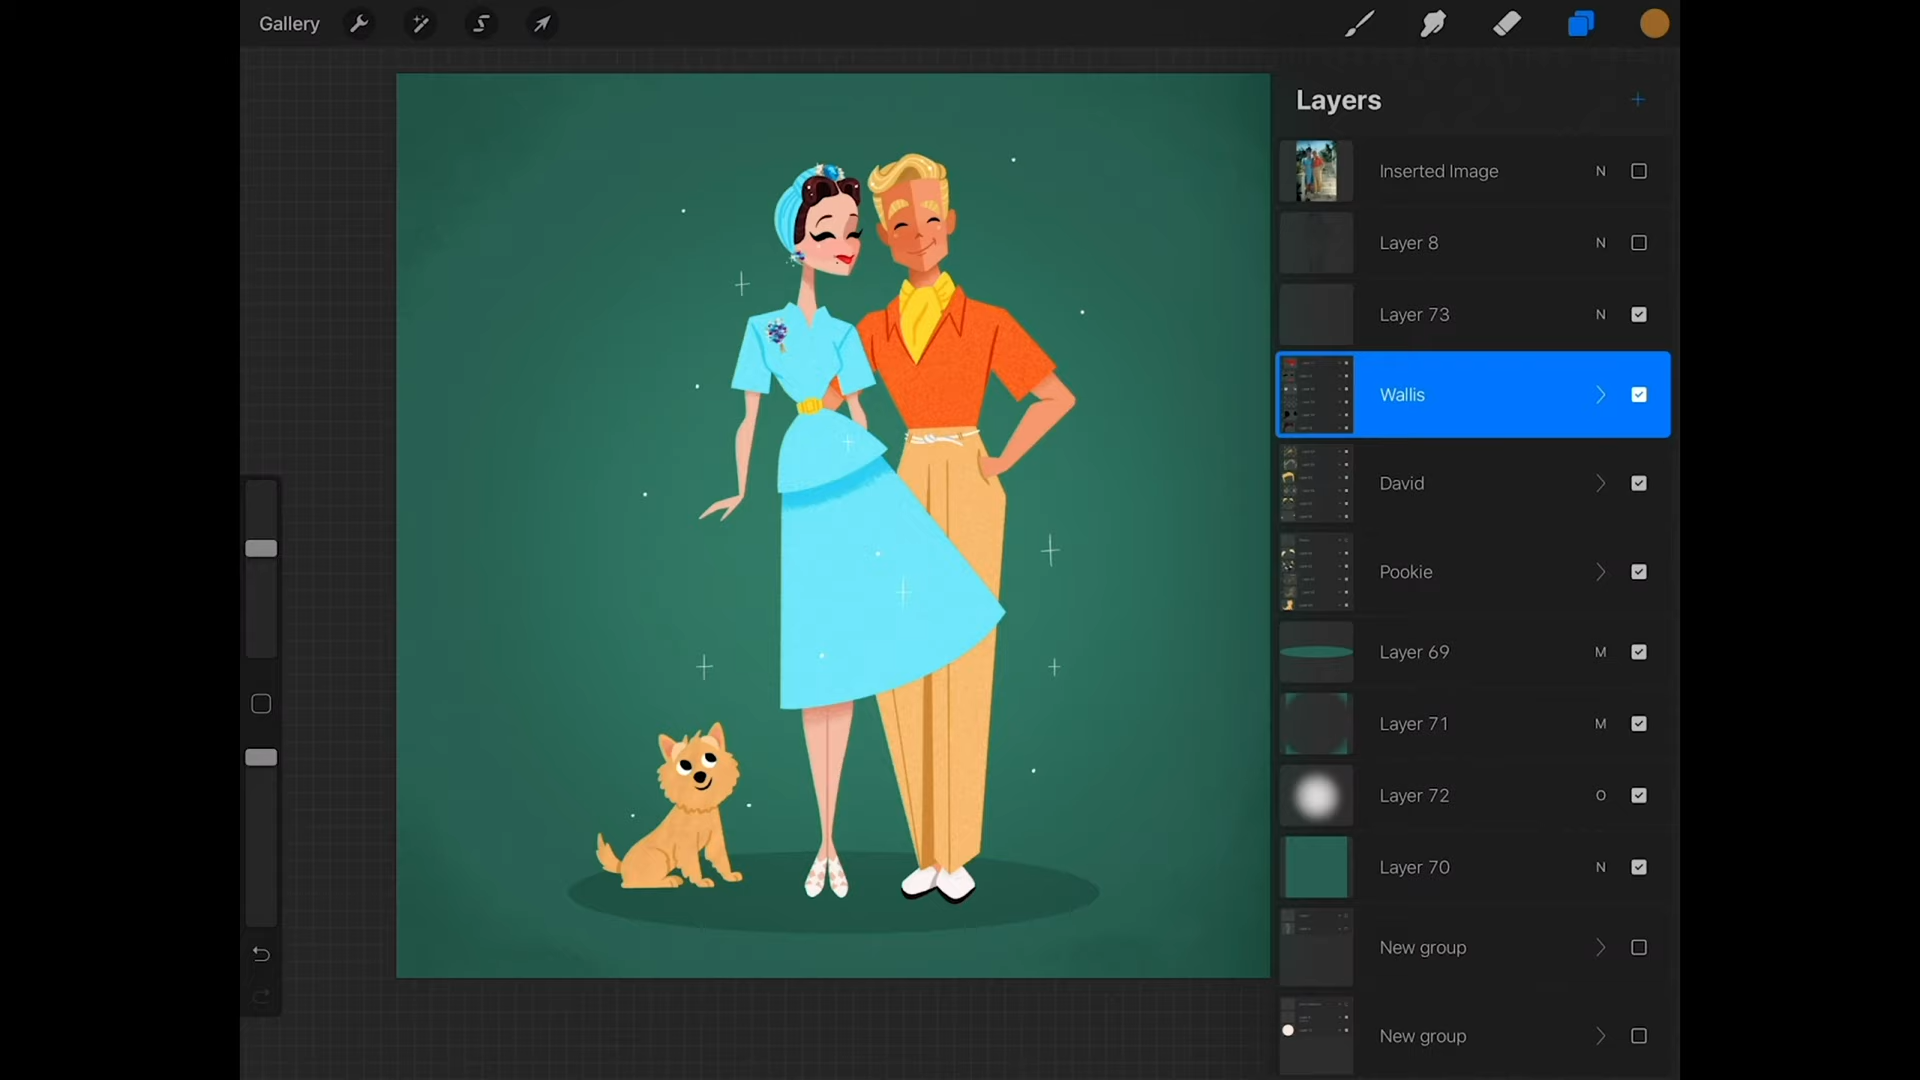 Gallery
Layers
Inserted Image N
Layer 8 N
Layer 73 N
Wallis
David
Pookie
Layer 69 M
Layer 71 M
Layer 72 O
Layer 70 N
New group
New group